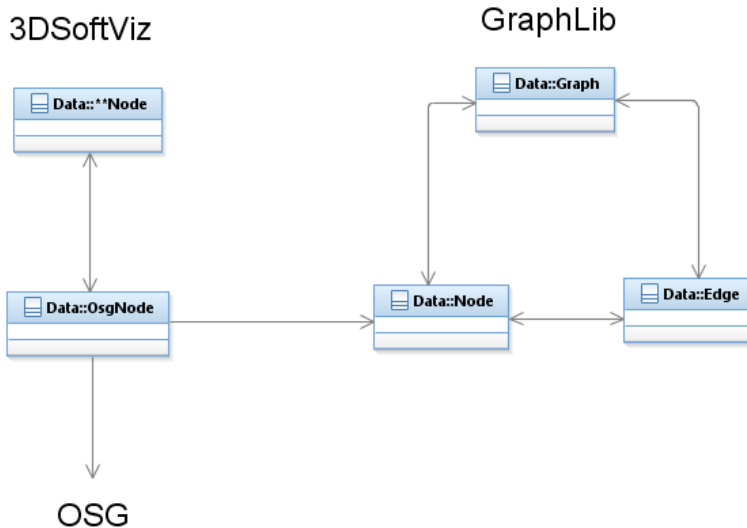 3DSoftViz
GraphLib
Data::Graph
Data::**Node
Data::OsgNode
Data::Node
Data::Edge
OSG